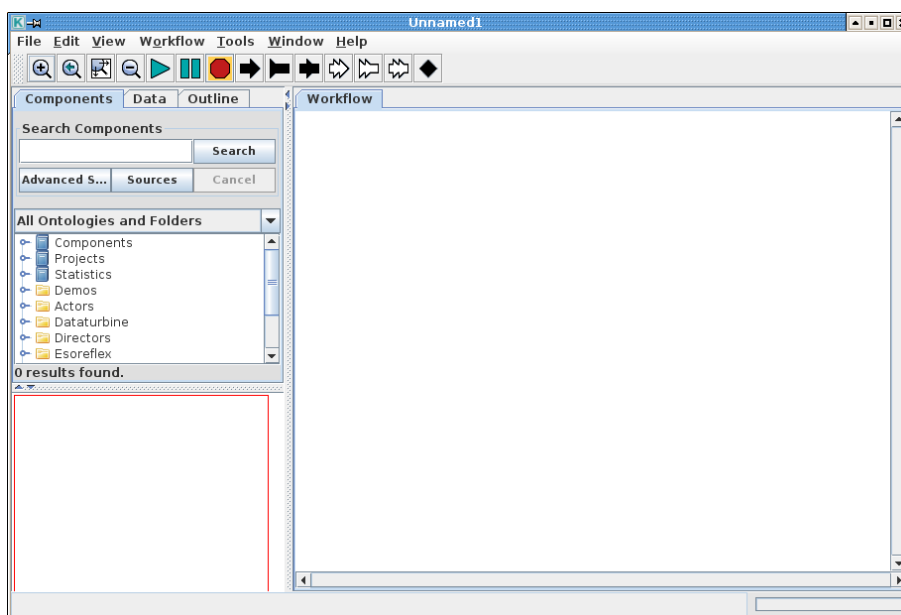 K Unnamed1
File Edit View Workflow Tools Window Help
Components Data Outline
Workflow
Search Components
Search
Advanced S... Sources Cancel
All Ontologies and Folders
Components
Projects
Statistics
Demos
Actors
Dataturbine
Directors
Esoreflex
0 results found.